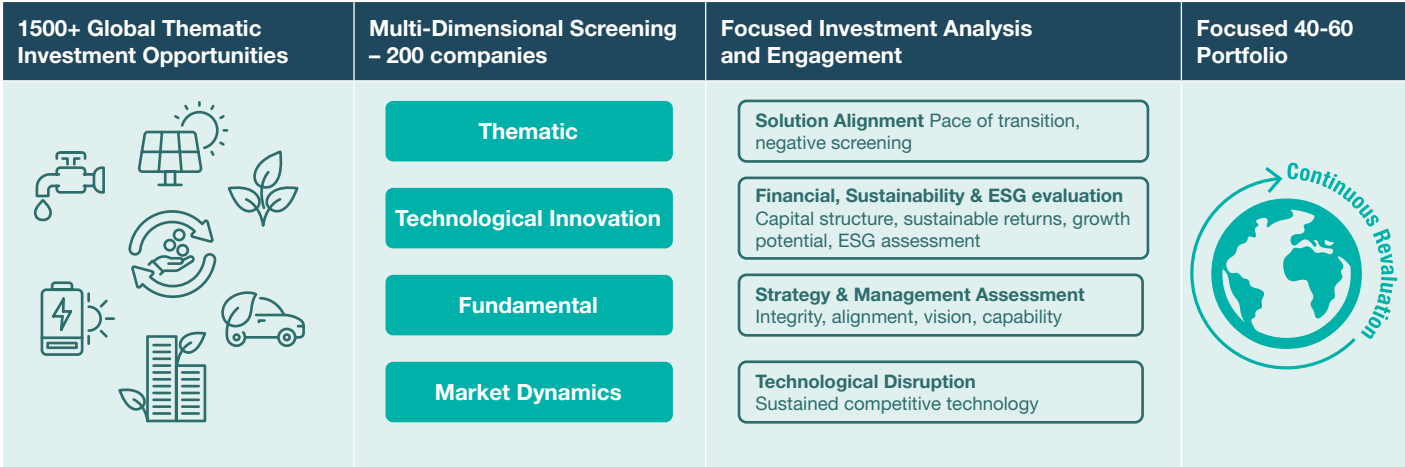 1500+ Global Thematic
Investment Opportunities
Multi-Dimensional Screening
– 200 companies
Focused Investment Analysis
and Engagement
Focused 40-60
Portfolio
Thematic
Technological Innovation
Fundamental
Market Dynamics
Solution Alignment Pace of transition,
negative screening
Financial, Sustainability & ESG evaluation
Capital structure, sustainable returns, growth
potential, ESG assessment
Strategy & Management Assessment
Integrity, alignment, vision, capability
Technological Disruption
Sustained competitive technology
Continuous Revaluation